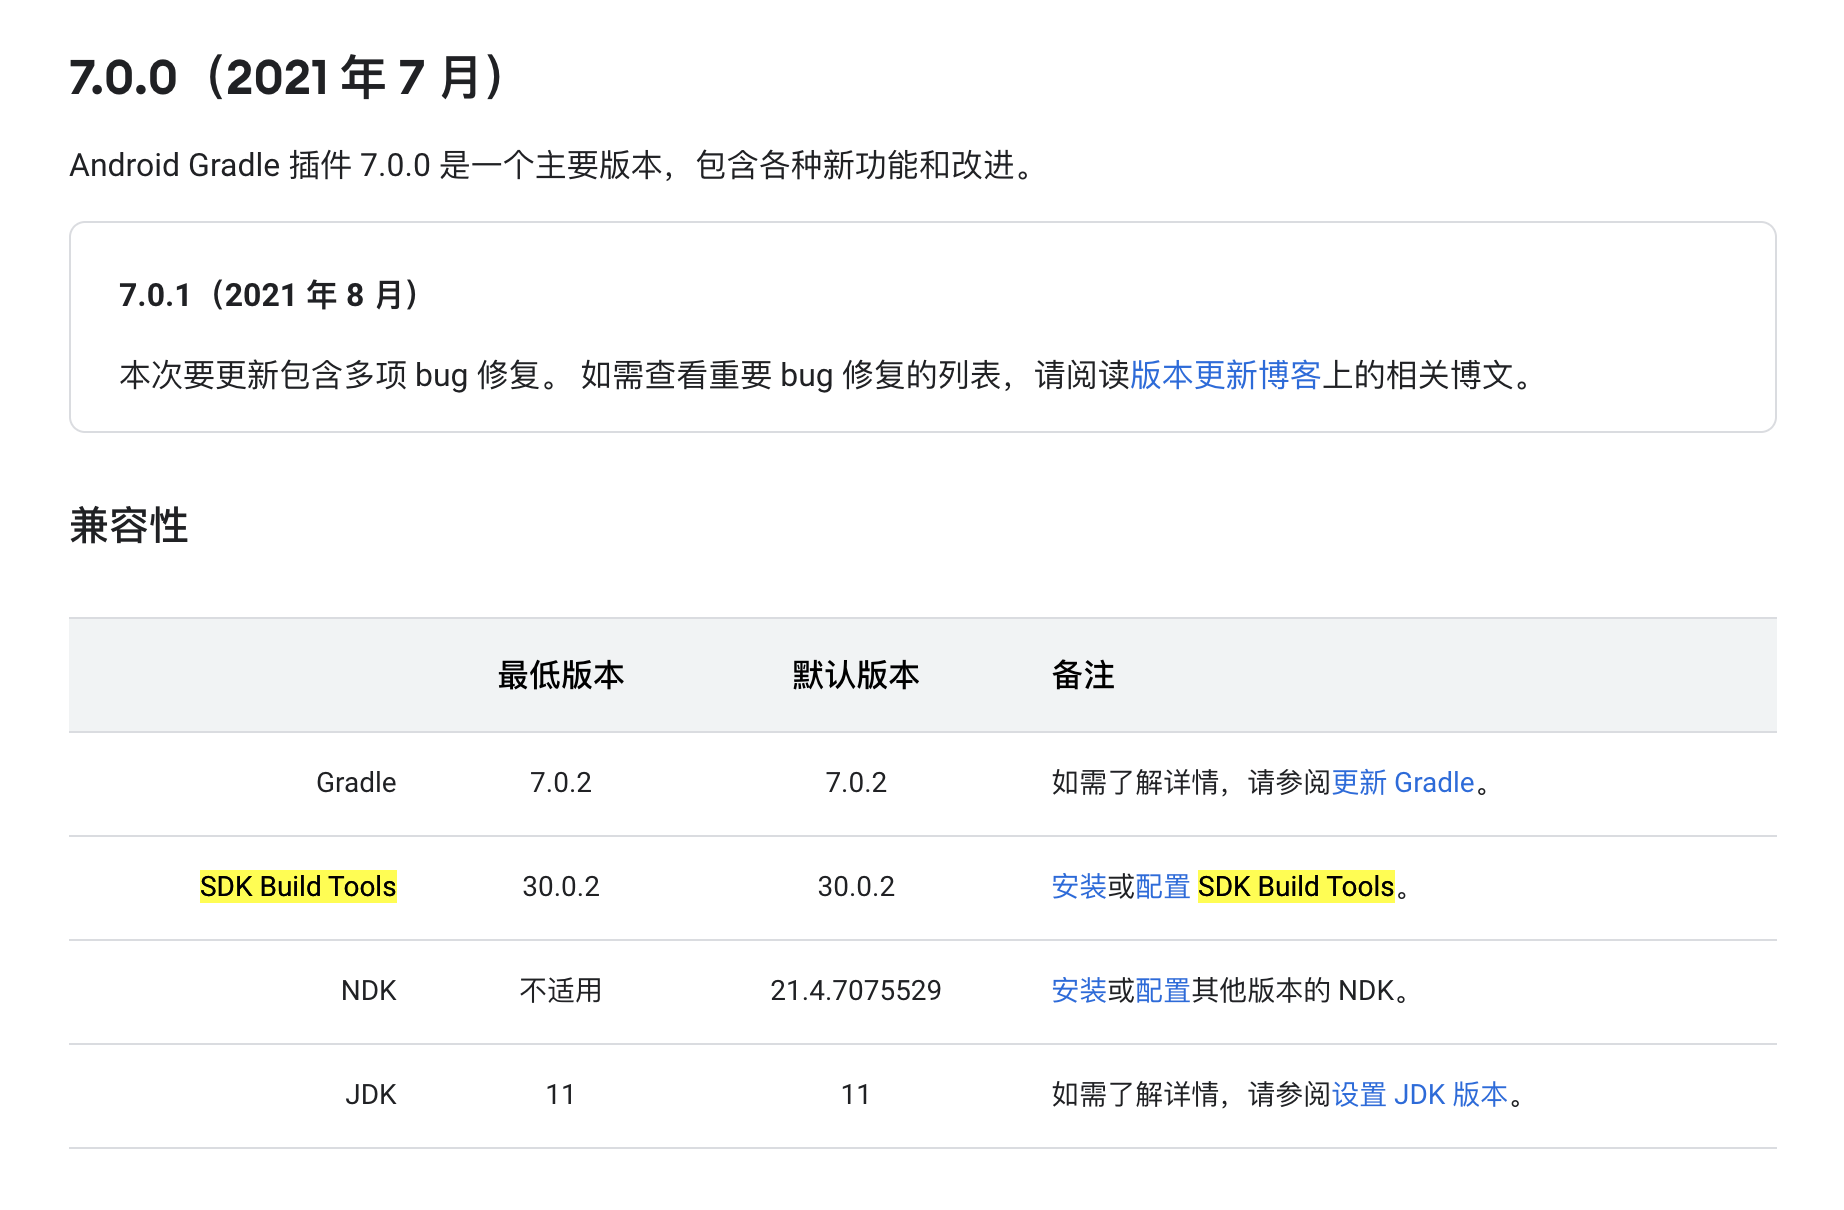 7.0.0（2021 年 7 月）
Android Gradle 插件 7.0.0 是一个主要版本，包含各种新功能和改进。
7.0.1（2021 年 8 月）
本次要更新包含多项 bug 修复。 如需查看重要 bug 修复的列表，请阅读版本更新博客上的相关博文。
兼容性
最低版本 默认版本 备注
Gradle 7.0.2 7.0.2 如需了解详情，请参阅更新 Gradle。
SDK Build Tools 30.0.2 30.0.2 安装或配置 SDK Build Tools。
NDK 不适用 21.4.7075529 安装或配置其他版本的 NDK。
JDK 11 11 如需了解详情，请参阅设置 JDK 版本。